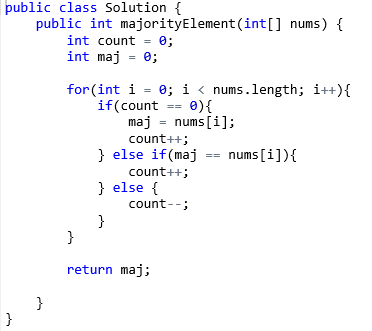 public class Solution {
    public int majorityElement(int[] nums) {
        int count = 0;
        int maj = 0;

        for(int i = 0; i < nums.length; i++){
            if(count == 0){
                maj = nums[i];
                count++;
            } else if(maj == nums[i]){
                count++;
            } else {
                count--;
            }
        }

        return maj;

    }
}